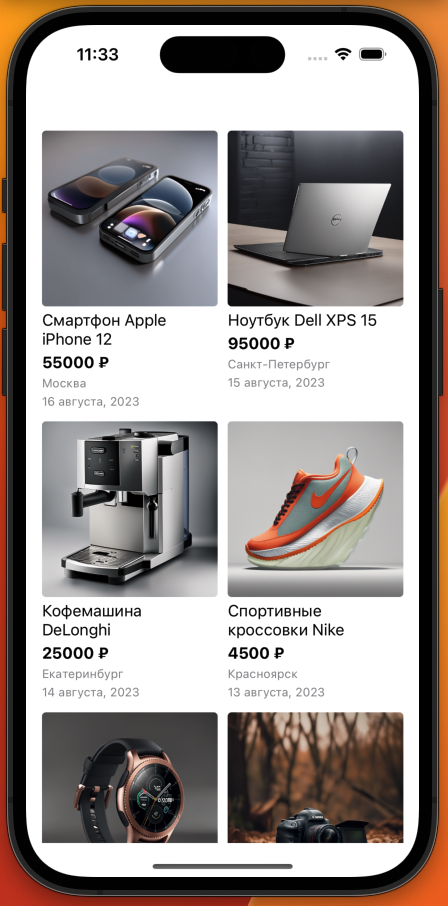 11:33
Смартфон Apple
iPhone 12
55000 ₽
Москва
16 августа, 2023
Ноутбук Dell XPS 15
95000 ₽
Санкт-Петербург
15 августа, 2023
Кофемашина
DeLonghi
25000 ₽
Екатеринбург
14 августа, 2023
Спортивные
кроссовки Nike
4500 ₽
Красноярск
13 августа, 2023